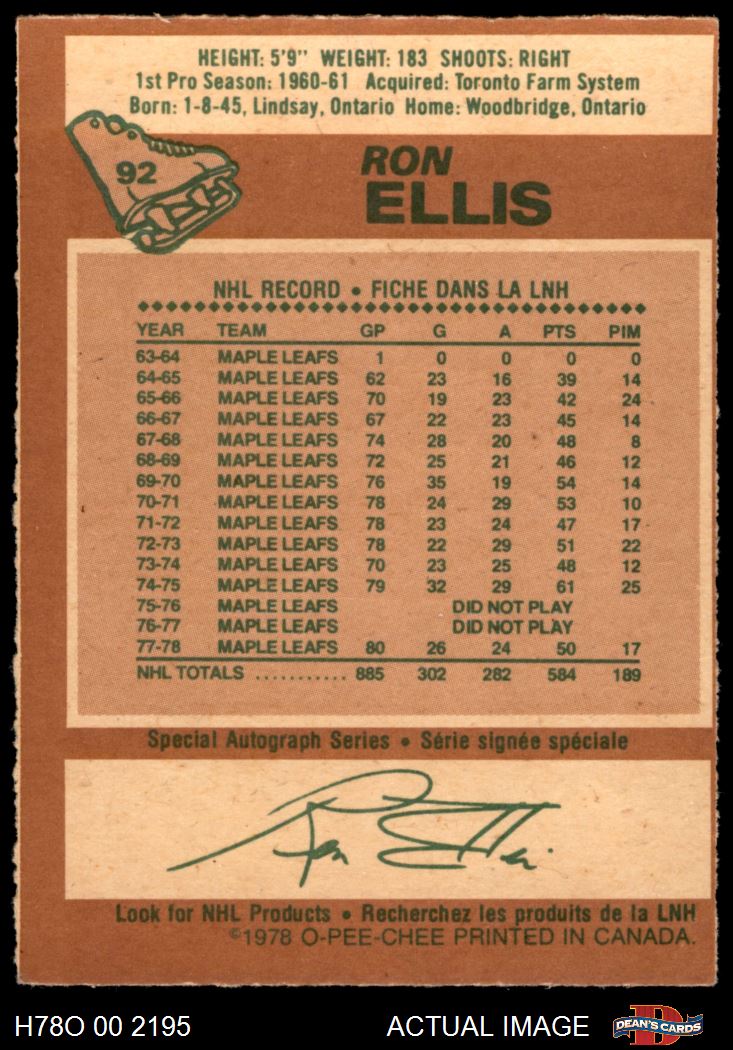 HEIGHT: 5'9" WEIGHT: 183 SHOOTS: RIGHT
1st Pro Season: 1960-61 Acquired: Toronto Farm System
Born: 1-8-45, Lindsay, Ontario Home: Woodbridge, Ontario
92
RON
ELLIS
NHL RECORD • FICHE DANS LA LNH
YEAR TEAM GP G A PTS PIM
63-64 MAPLE LEAFS 1 0 0 0 0
64-65 MAPLE LEAFS 62 23 16 39 14
65-66 MAPLE LEAFS 70 19 23 42 24
66-67 MAPLE LEAFS 67 22 23 45 14
67-68 MAPLE LEAFS 74 28 20 48 8
68-69 MAPLE LEAFS 72 25 21 46 12
69-70 MAPLE LEAFS 76 35 19 54 14
70-71 MAPLE LEAFS 78 24 29 53 10
71-72 MAPLE LEAFS 78 23 24 47 17
72-73 MAPLE LEAFS 78 22 29 51 22
73-74 MAPLE LEAFS 70 23 25 48 12
74-75 MAPLE LEAFS 79 32 29 61 25
75-76 MAPLE LEAFS DID NOT PLAY
76-77 MAPLE LEAFS DID NOT PLAY
77-78 MAPLE LEAFS 80 26 24 50 17
NHL TOTALS .......... 885 302 282 584 189
Special Autograph Series • Série signée spéciale
Ron Ellis
Look for NHL Products • Recherchez les produits de la LNH
©1978 O-PEE-CHEE PRINTED IN CANADA.
H78O 00 2195 ACTUAL IMAGE DEAN'S CARDS